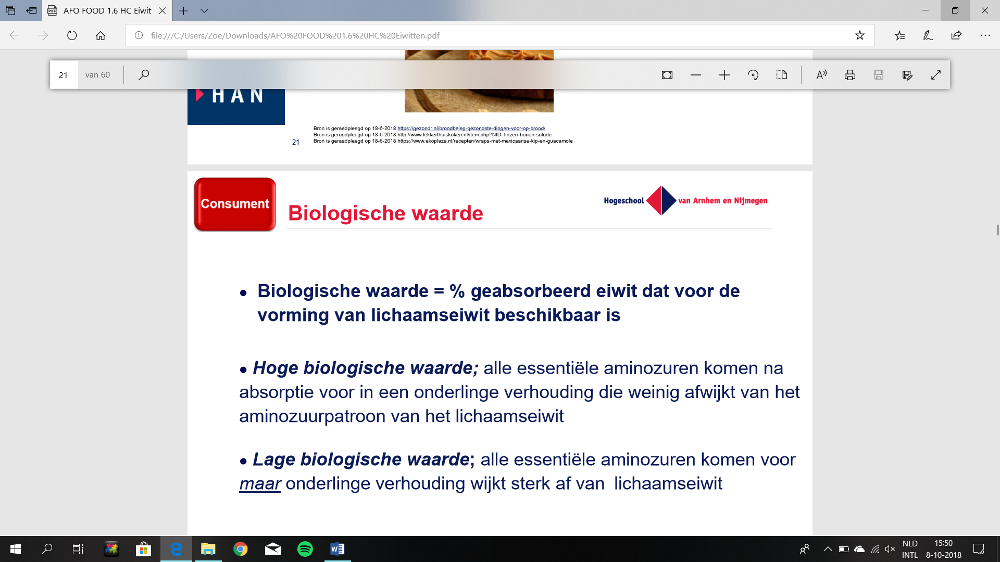 AFO FOOD 1.6 HC Eiwit
file:///C:/Users/Zoe/Downloads/AFO%20FOOD%201.6%20HC%20Eiwitten.pdf
21 van 60
HAN
Bron is geraadpleegd op 18-6-2018 https://gezondr.nl/broodbeleg-gezondste-dingen-voor-op-brood/
Bron is geraadpleegd op 18-6-2018 http://www.lekkerthuiskoken.nl/item.php?NID=linzen-bonen-salade
21 Bron is geraadpleegd op 18-6-2018 https://www.ekoplaza.nl/recepten/wraps-met-mexicaanse-kip-en-guacamole
Consument
Hogeschool van Arnhem en Nijmegen
Biologische waarde
• Biologische waarde = % geabsorbeerd eiwit dat voor de
vorming van lichaamseiwit beschikbaar is
• Hoge biologische waarde; alle essentiële aminozuren komen na
absorptie voor in een onderlinge verhouding die weinig afwijkt van het
aminozuurpatroon van het lichaamseiwit
• Lage biologische waarde; alle essentiële aminozuren komen voor
maar onderlinge verhouding wijkt sterk af van lichaamseiwit
NLD 15:50
INTL 8-10-2018